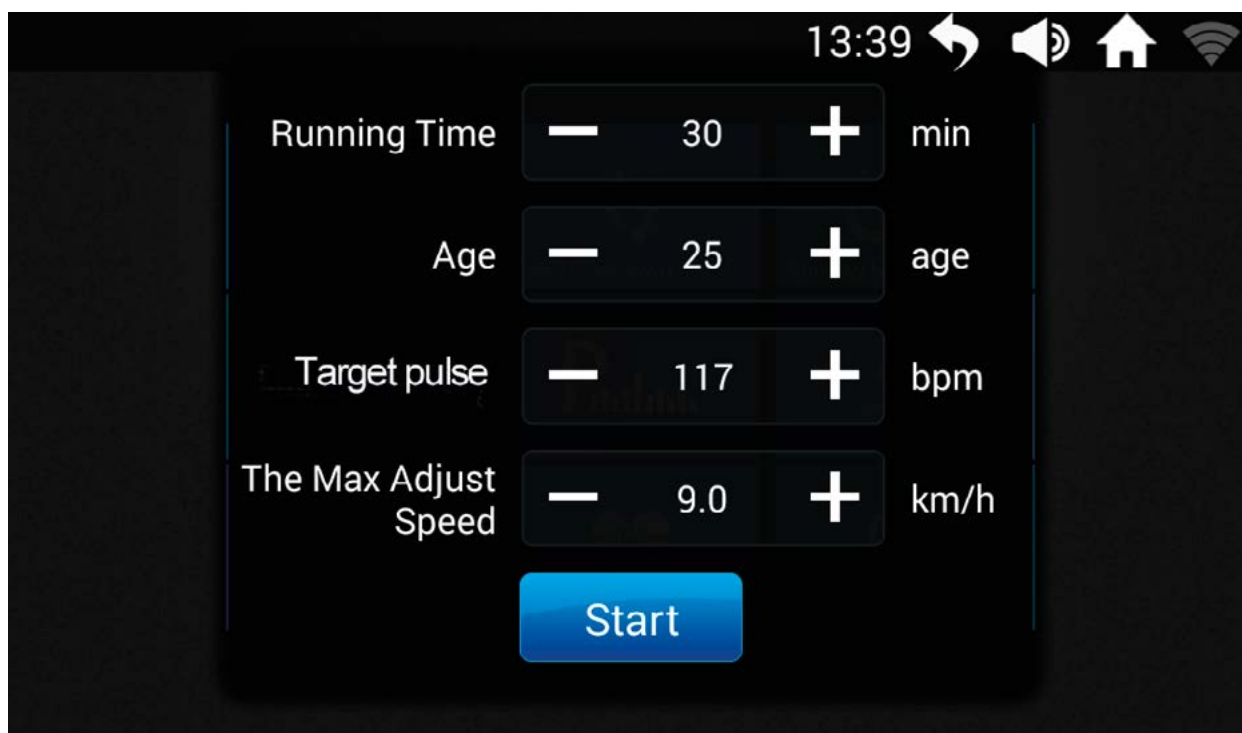 13:39
Running Time 30 min
Age 25 age
Target pulse 117 bpm
The Max Adjust
Speed 9.0 km/h
Start